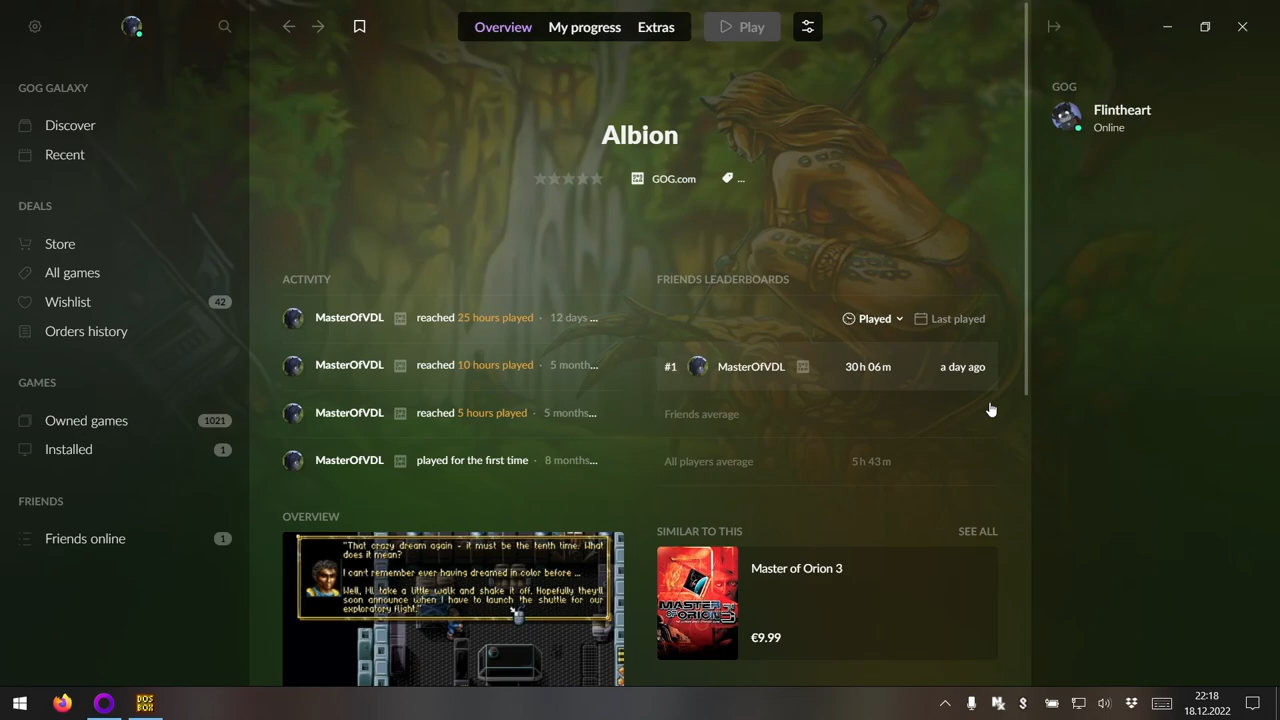 Overview My progress Extras Play
GOG GALAXY
Discover
Recent
DEALS
Store
All games
Wishlist 42
Orders history
GAMES
Owned games 1021
Installed 1
FRIENDS
Friends online 1
Albion
GOG.com ...
ACTIVITY
MasterOfVDL reached 25 hours played · 12 days ...
MasterOfVDL reached 10 hours played · 5 month...
MasterOfVDL reached 5 hours played · 5 months...
MasterOfVDL played for the first time · 8 months...
FRIENDS LEADERBOARDS
Played Last played
#1 MasterOfVDL 30 h 06 m a day ago
Friends average
All players average 5 h 43 m
OVERVIEW
"That crazy dream again - it must be the tenth time. What
does it mean?
I can't remember ever having dreamed in color before ...
Well, I'll take a little walk and shake it off. Hopefully they'll
soon announce when I have to launch the shuttle for our
exploratory flight."
SIMILAR TO THIS SEE ALL
MASTER
OF ORION 3
Master of Orion 3
€9.99
GOG
Flintheart
Online
DOS
BOX
22:18
18.12.2022